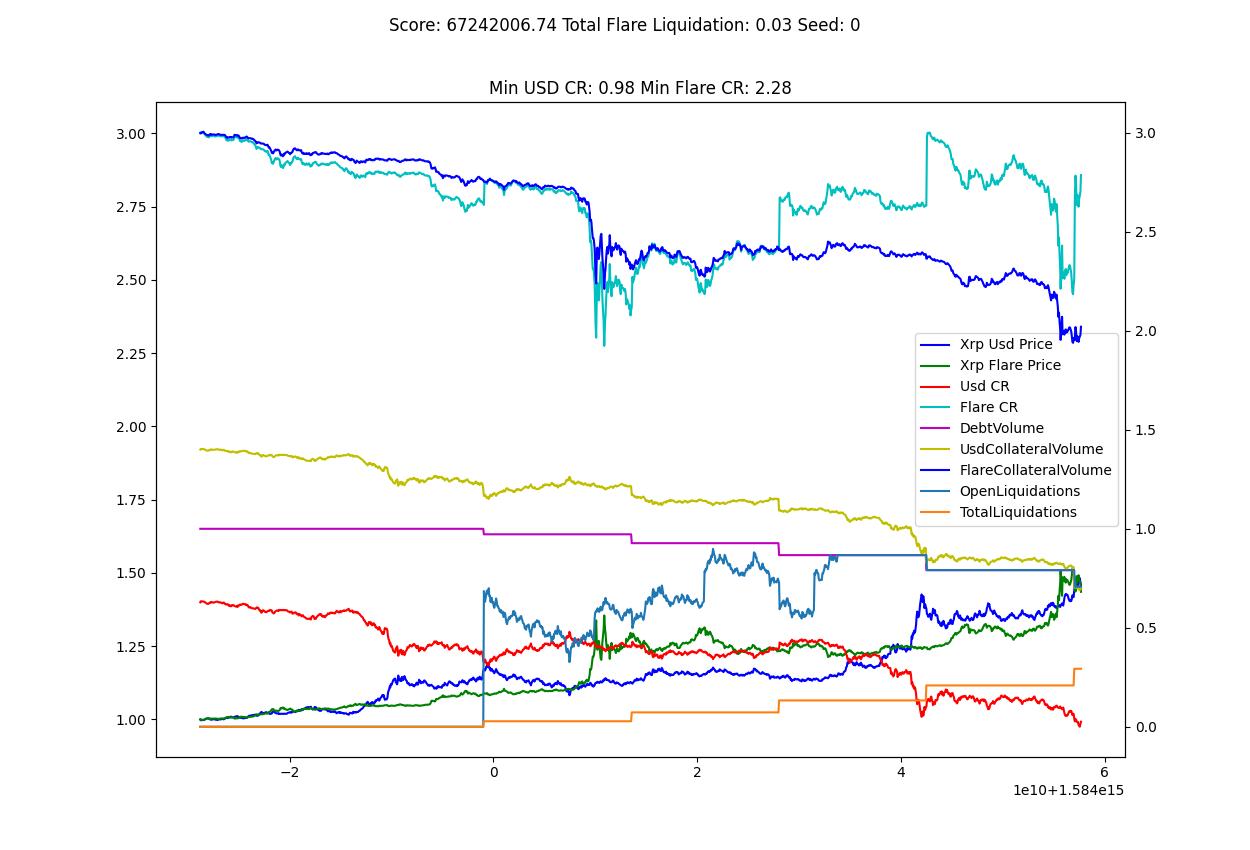 Score: 67242006.74 Total Flare Liquidation: 0.03 Seed: 0
Min USD CR: 0.98 Min Flare CR: 2.28
3.00
2.75
2.50
2.25
2.00
1.75
1.50
1.25
1.00
3.0
2.5
2.0
1.5
1.0
0.5
0.0
Xrp Usd Price
Xrp Flare Price
Usd CR
Flare CR
DebtVolume
UsdCollateralVolume
FlareCollateralVolume
OpenLiquidations
TotalLiquidations
−2 0 2 4 6
1e10+1.584e15